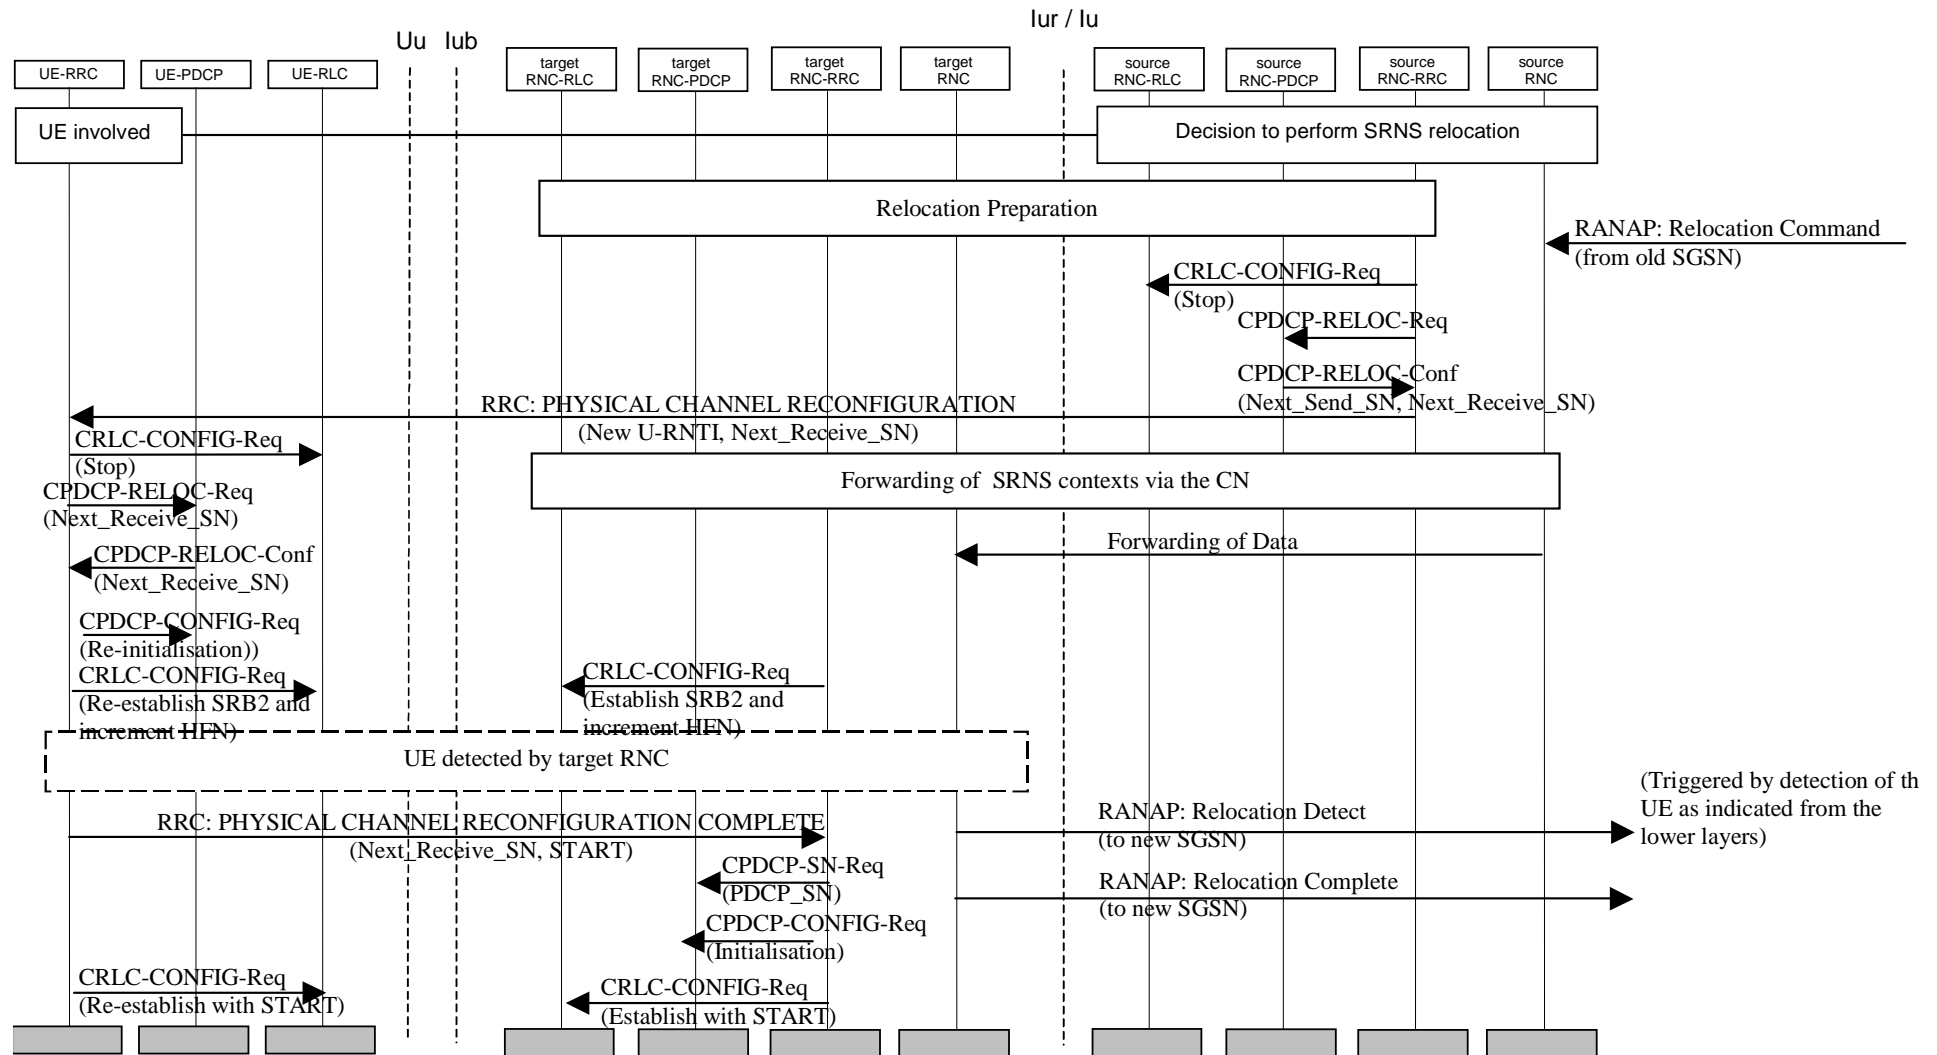 Iur / Iu
Uu
Iub
UE-RRC
UE-PDCP
UE-RLC
target
RNC-RLC
target
RNC-PDCP
target
RNC-RRC
target
RNC
source
RNC-RLC
source
RNC-PDCP
source
RNC-RRC
source
RNC
UE involved
Decision to perform SRNS relocation
Relocation Preparation
RANAP: Relocation Command
(from old SGSN)
CRLC-CONFIG-Req
(Stop)
CPDCP-RELOC-Req
CPDCP-RELOC-Conf
(Next_Send_SN, Next_Receive_SN)
RRC: PHYSICAL CHANNEL RECONFIGURATION
(New U-RNTI, Next_Receive_SN)
CRLC-CONFIG-Req
(Stop)
Forwarding of SRNS contexts via the CN
CPDCP-RELOC-Req
(Next_Receive_SN)
Forwarding of Data
CPDCP-RELOC-Conf
(Next_Receive_SN)
CPDCP-CONFIG-Req
(Re-initialisation))
CRLC-CONFIG-Req
(Re-establish SRB2 and
increment HFN)
CRLC-CONFIG-Req
(Establish SRB2 and
increment HFN)
UE detected by target RNC
(Triggered by detection of th
UE as indicated from the
lower layers)
RRC: PHYSICAL CHANNEL RECONFIGURATION COMPLETE
(Next_Receive_SN, START)
RANAP: Relocation Detect
(to new SGSN)
CPDCP-SN-Req
(PDCP_SN)
RANAP: Relocation Complete
(to new SGSN)
CPDCP-CONFIG-Req
(Initialisation)
CRLC-CONFIG-Req
(Re-establish with START)
CRLC-CONFIG-Req
(Establish with START)